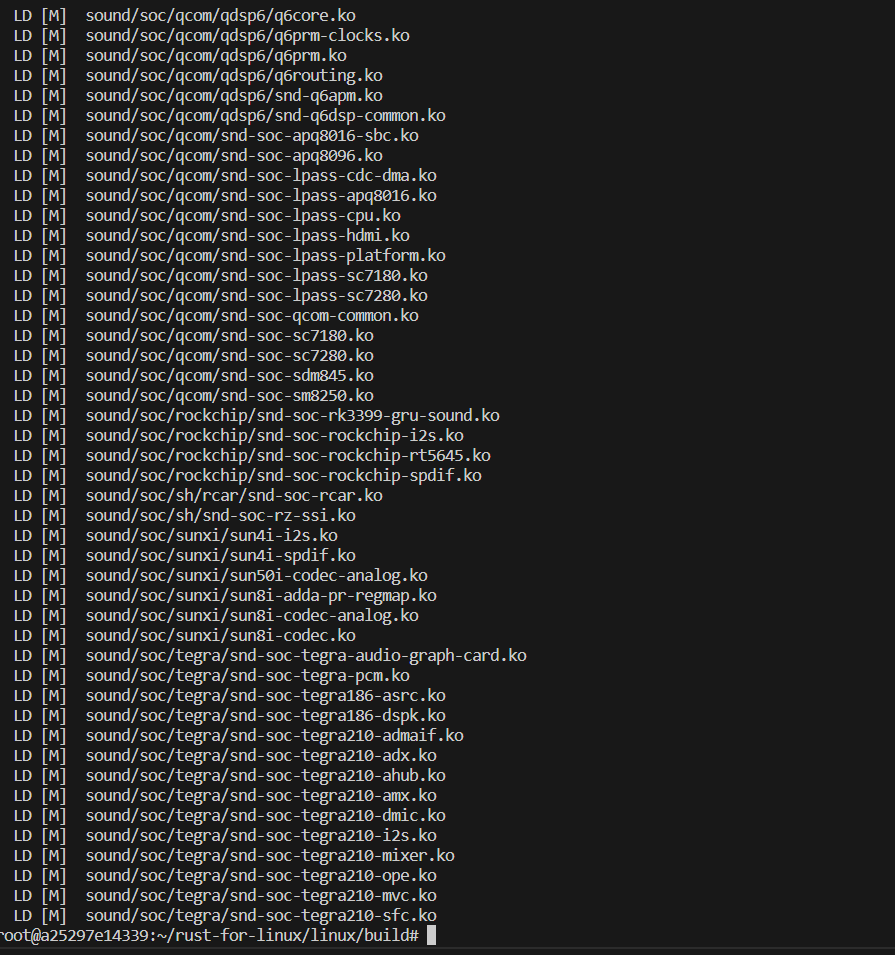 LD [M]  sound/soc/qcom/qdsp6/q6core.ko
LD [M]  sound/soc/qcom/qdsp6/q6prm-clocks.ko
LD [M]  sound/soc/qcom/qdsp6/q6prm.ko
LD [M]  sound/soc/qcom/qdsp6/q6routing.ko
LD [M]  sound/soc/qcom/qdsp6/snd-q6apm.ko
LD [M]  sound/soc/qcom/qdsp6/snd-q6dsp-common.ko
LD [M]  sound/soc/qcom/snd-soc-apq8016-sbc.ko
LD [M]  sound/soc/qcom/snd-soc-apq8096.ko
LD [M]  sound/soc/qcom/snd-soc-lpass-cdc-dma.ko
LD [M]  sound/soc/qcom/snd-soc-lpass-apq8016.ko
LD [M]  sound/soc/qcom/snd-soc-lpass-cpu.ko
LD [M]  sound/soc/qcom/snd-soc-lpass-hdmi.ko
LD [M]  sound/soc/qcom/snd-soc-lpass-platform.ko
LD [M]  sound/soc/qcom/snd-soc-lpass-sc7180.ko
LD [M]  sound/soc/qcom/snd-soc-lpass-sc7280.ko
LD [M]  sound/soc/qcom/snd-soc-qcom-common.ko
LD [M]  sound/soc/qcom/snd-soc-sc7180.ko
LD [M]  sound/soc/qcom/snd-soc-sc7280.ko
LD [M]  sound/soc/qcom/snd-soc-sdm845.ko
LD [M]  sound/soc/qcom/snd-soc-sm8250.ko
LD [M]  sound/soc/rockchip/snd-soc-rk3399-gru-sound.ko
LD [M]  sound/soc/rockchip/snd-soc-rockchip-i2s.ko
LD [M]  sound/soc/rockchip/snd-soc-rockchip-rt5645.ko
LD [M]  sound/soc/rockchip/snd-soc-rockchip-spdif.ko
LD [M]  sound/soc/sh/rcar/snd-soc-rcar.ko
LD [M]  sound/soc/sh/snd-soc-rz-ssi.ko
LD [M]  sound/soc/sunxi/sun4i-i2s.ko
LD [M]  sound/soc/sunxi/sun4i-spdif.ko
LD [M]  sound/soc/sunxi/sun50i-codec-analog.ko
LD [M]  sound/soc/sunxi/sun8i-adda-pr-regmap.ko
LD [M]  sound/soc/sunxi/sun8i-codec-analog.ko
LD [M]  sound/soc/sunxi/sun8i-codec.ko
LD [M]  sound/soc/tegra/snd-soc-tegra-audio-graph-card.ko
LD [M]  sound/soc/tegra/snd-soc-tegra-pcm.ko
LD [M]  sound/soc/tegra/snd-soc-tegra186-asrc.ko
LD [M]  sound/soc/tegra/snd-soc-tegra186-dspk.ko
LD [M]  sound/soc/tegra/snd-soc-tegra210-admaif.ko
LD [M]  sound/soc/tegra/snd-soc-tegra210-adx.ko
LD [M]  sound/soc/tegra/snd-soc-tegra210-ahub.ko
LD [M]  sound/soc/tegra/snd-soc-tegra210-amx.ko
LD [M]  sound/soc/tegra/snd-soc-tegra210-dmic.ko
LD [M]  sound/soc/tegra/snd-soc-tegra210-i2s.ko
LD [M]  sound/soc/tegra/snd-soc-tegra210-mixer.ko
LD [M]  sound/soc/tegra/snd-soc-tegra210-ope.ko
LD [M]  sound/soc/tegra/snd-soc-tegra210-mvc.ko
LD [M]  sound/soc/tegra/snd-soc-tegra210-sfc.ko
root@a25297e14339:~/rust-for-linux/linux/build#